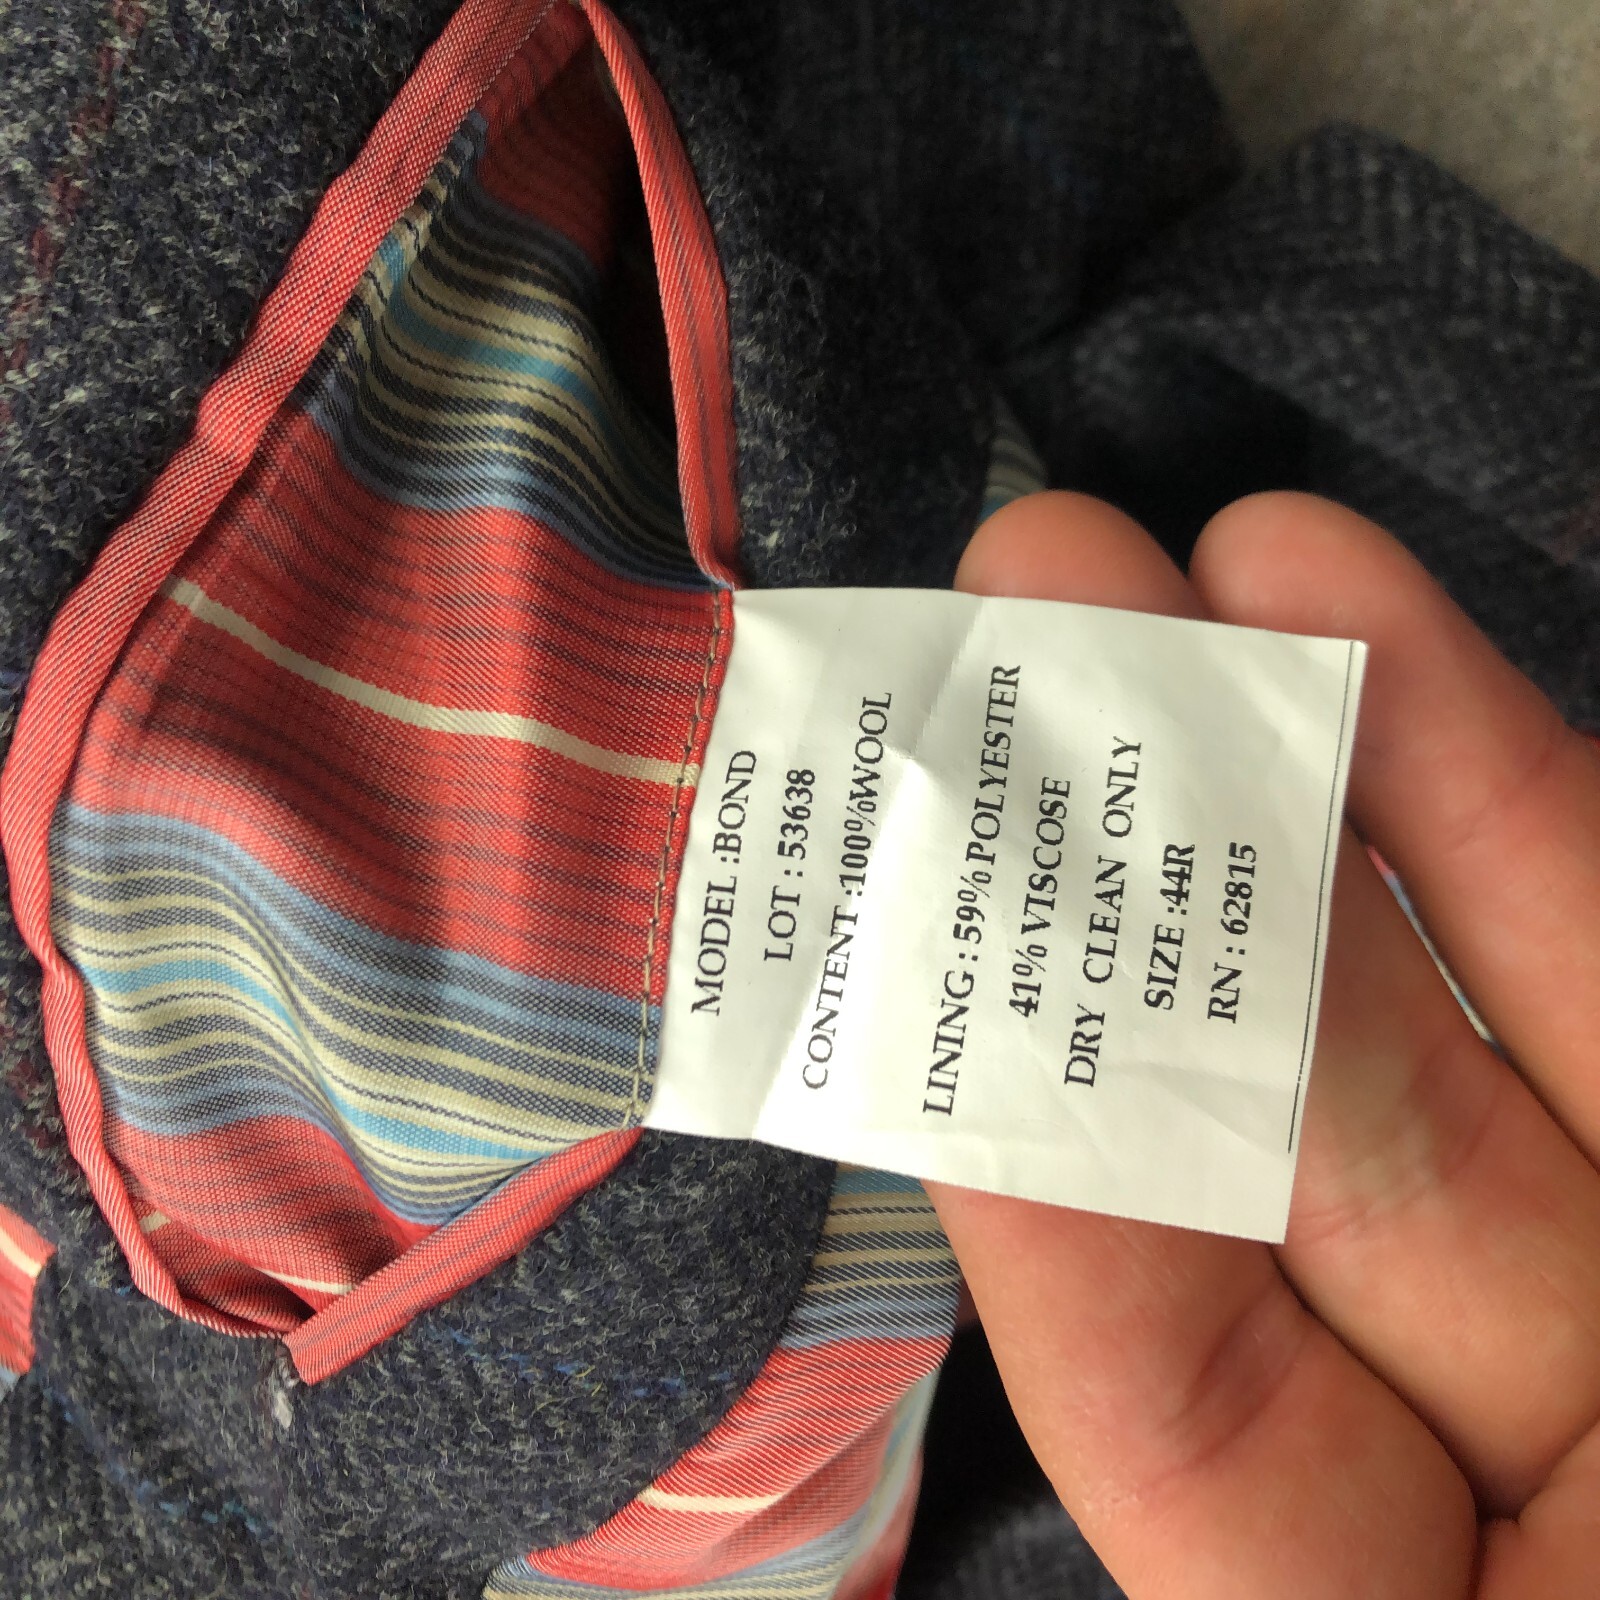 MODEL :BOND
LOT : 53638
CONTENT :100%WOOL
LINING : 59% POLYESTER
41% VISCOSE
DRY CLEAN ONLY
SIZE :44R
RN : 62815